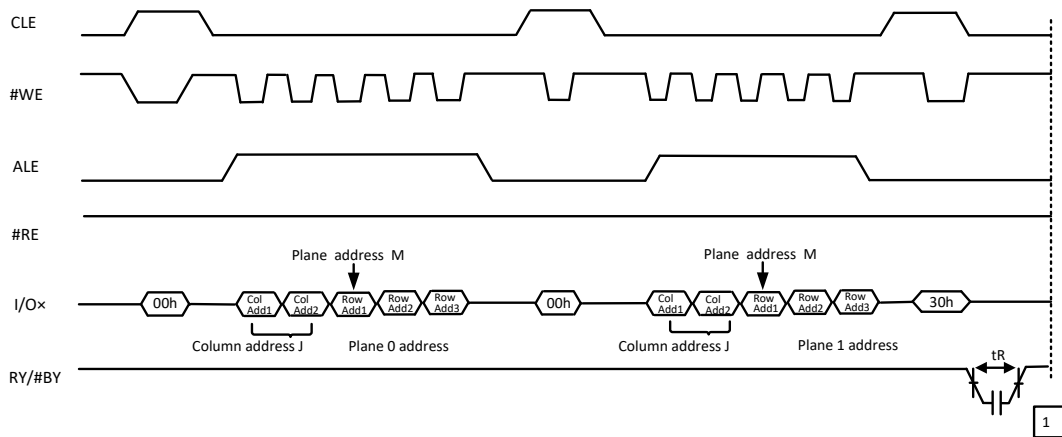 CLE
#WE
ALE
#RE
Plane address M
Plane address M
I/O×
00h
Col Add1
Col Add2
Row Add1
Row Add2
Row Add3
00h
Col Add1
Col Add2
Row Add1
Row Add2
Row Add3
30h
Column address J
Plane 0 address
Column address J
Plane 1 address
RY/#BY
tR
1